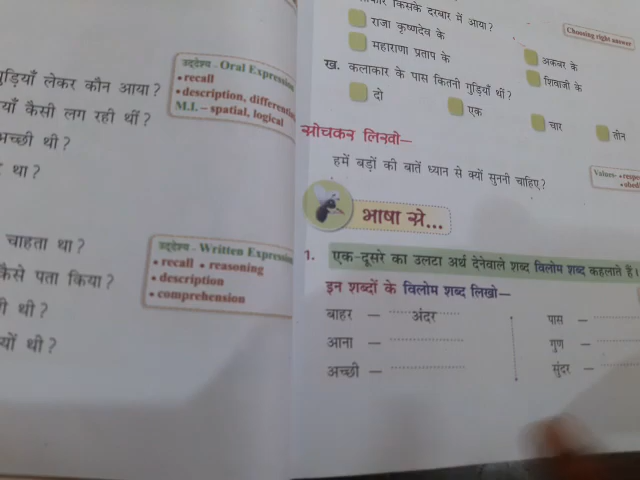 गुड़ियाँ लेकर कौन आया?
कैसी लग रही थीं?
अच्छी थी?
था?
उद्देश्य - Oral Expression
• recall
• description,
M.I. – spatial, logical
चाहता था?
कैसे पता किया?
थी?
थी?
उद्देश्य - Written Expression
• recall • reasoning
• description
• comprehension
किसके दरबार में आया?
Choosing right answer
राजा कृष्णदेव के
अकबर के
महाराणा प्रताप के
शिवाजी के
ख. कलाकार के पास कितनी गुड़ियाँ थीं?
दो
एक
चार
तीन
सोचकर लिखो—
हमें बड़ों की बातें ध्यान से क्यों सुननी चाहिए?
Values-
भाषा से...
1. एक-दूसरे का उलटा अर्थ देनेवाले शब्द विलोम शब्द कहलाते हैं।
इन शब्दों के विलोम शब्द लिखो—
बाहर — अंदर
पास —
आना —
गुण —
अच्छी —
सुंदर —